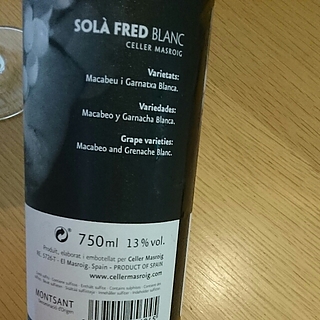 SOLÀ FRED BLANC
CELLER MASROIG
Varietats:
Macabeu i Garnatxa Blanca.
Variedades:
Macabeo y Garnacha Blanca.
Grape varieties:
Macabeo and Grenache Blanc.
750ml 13% vol.
Produït, elaborat i embotellat per Celler Masroig
El Masroig. Spain - PRODUCT OF SPAIN
www.cellermasroig.com
MONTSANT